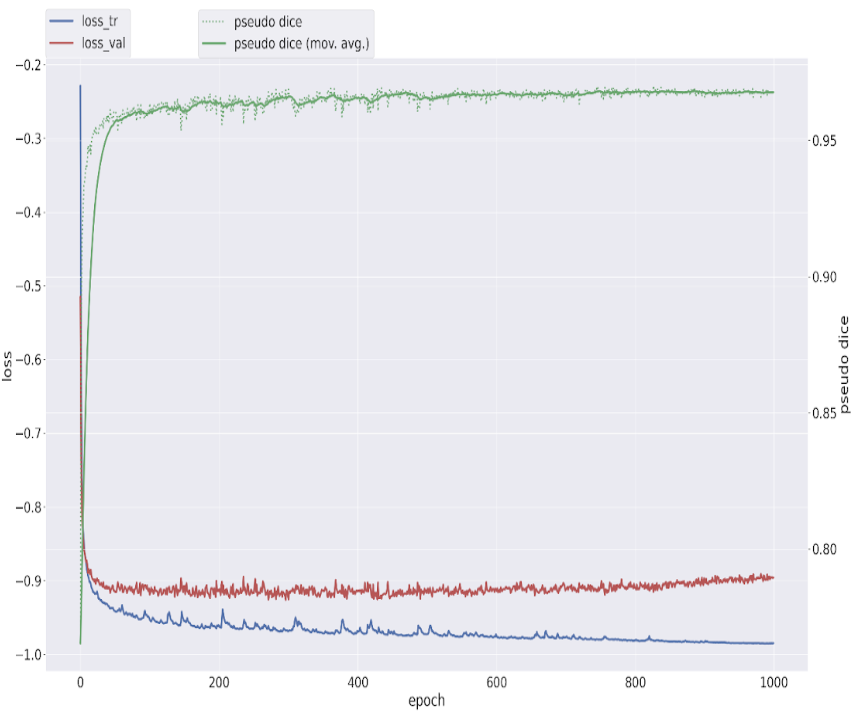 loss_tr
loss_val
pseudo dice
pseudo dice (mov. avg.)
−0.2
−0.3
−0.4
−0.5
−0.6
−0.7
−0.8
−0.9
−1.0
loss
0.95
0.90
0.85
0.80
pseudo dice
0
200
400
600
800
1000
epoch